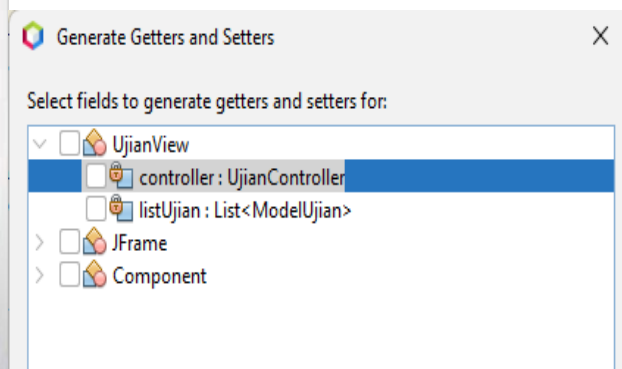 Generate Getters and Setters
Select fields to generate getters and setters for:
UjianView
controller : UjianController
listUjian : List<ModelUjian>
JFrame
Component